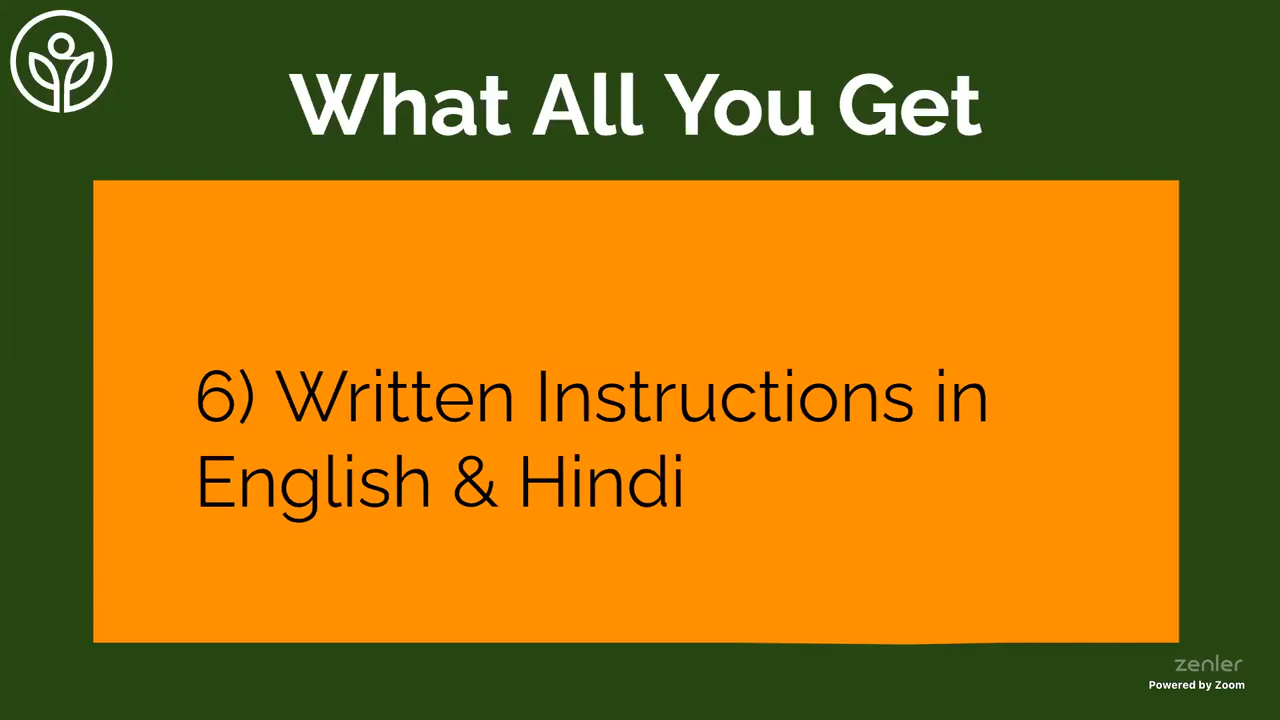 What All You Get
6) Written Instructions in
English & Hindi
zenler
Powered by Zoom